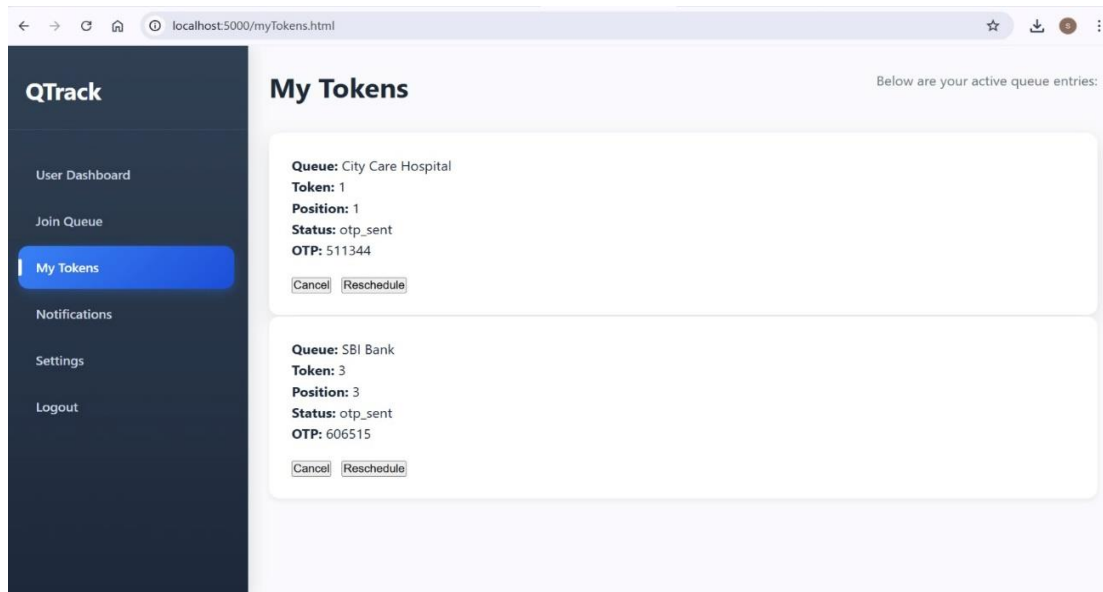 localhost:5000/myTokens.html
S
QTrack
User Dashboard
Join Queue
My Tokens
Notifications
Settings
Logout
My Tokens
Below are your active queue entries:
Queue: City Care Hospital
Token: 1
Position: 1
Status: otp_sent
OTP: 511344
Cancel Reschedule
Queue: SBI Bank
Token: 3
Position: 3
Status: otp_sent
OTP: 606515
Cancel Reschedule